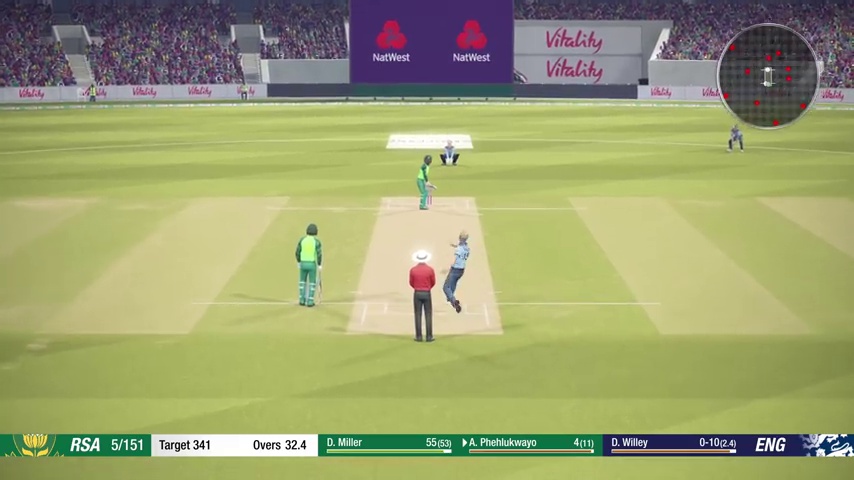 NatWest NatWest
Vitality
Vitality
Vitality Vitality Vitality Vitality Vitality
RSA 5/151 Target 341 Overs 32.4 D. Miller 55(53) A. Phehlukwayo 4(11) D. Willey 0-10(2.4) ENG